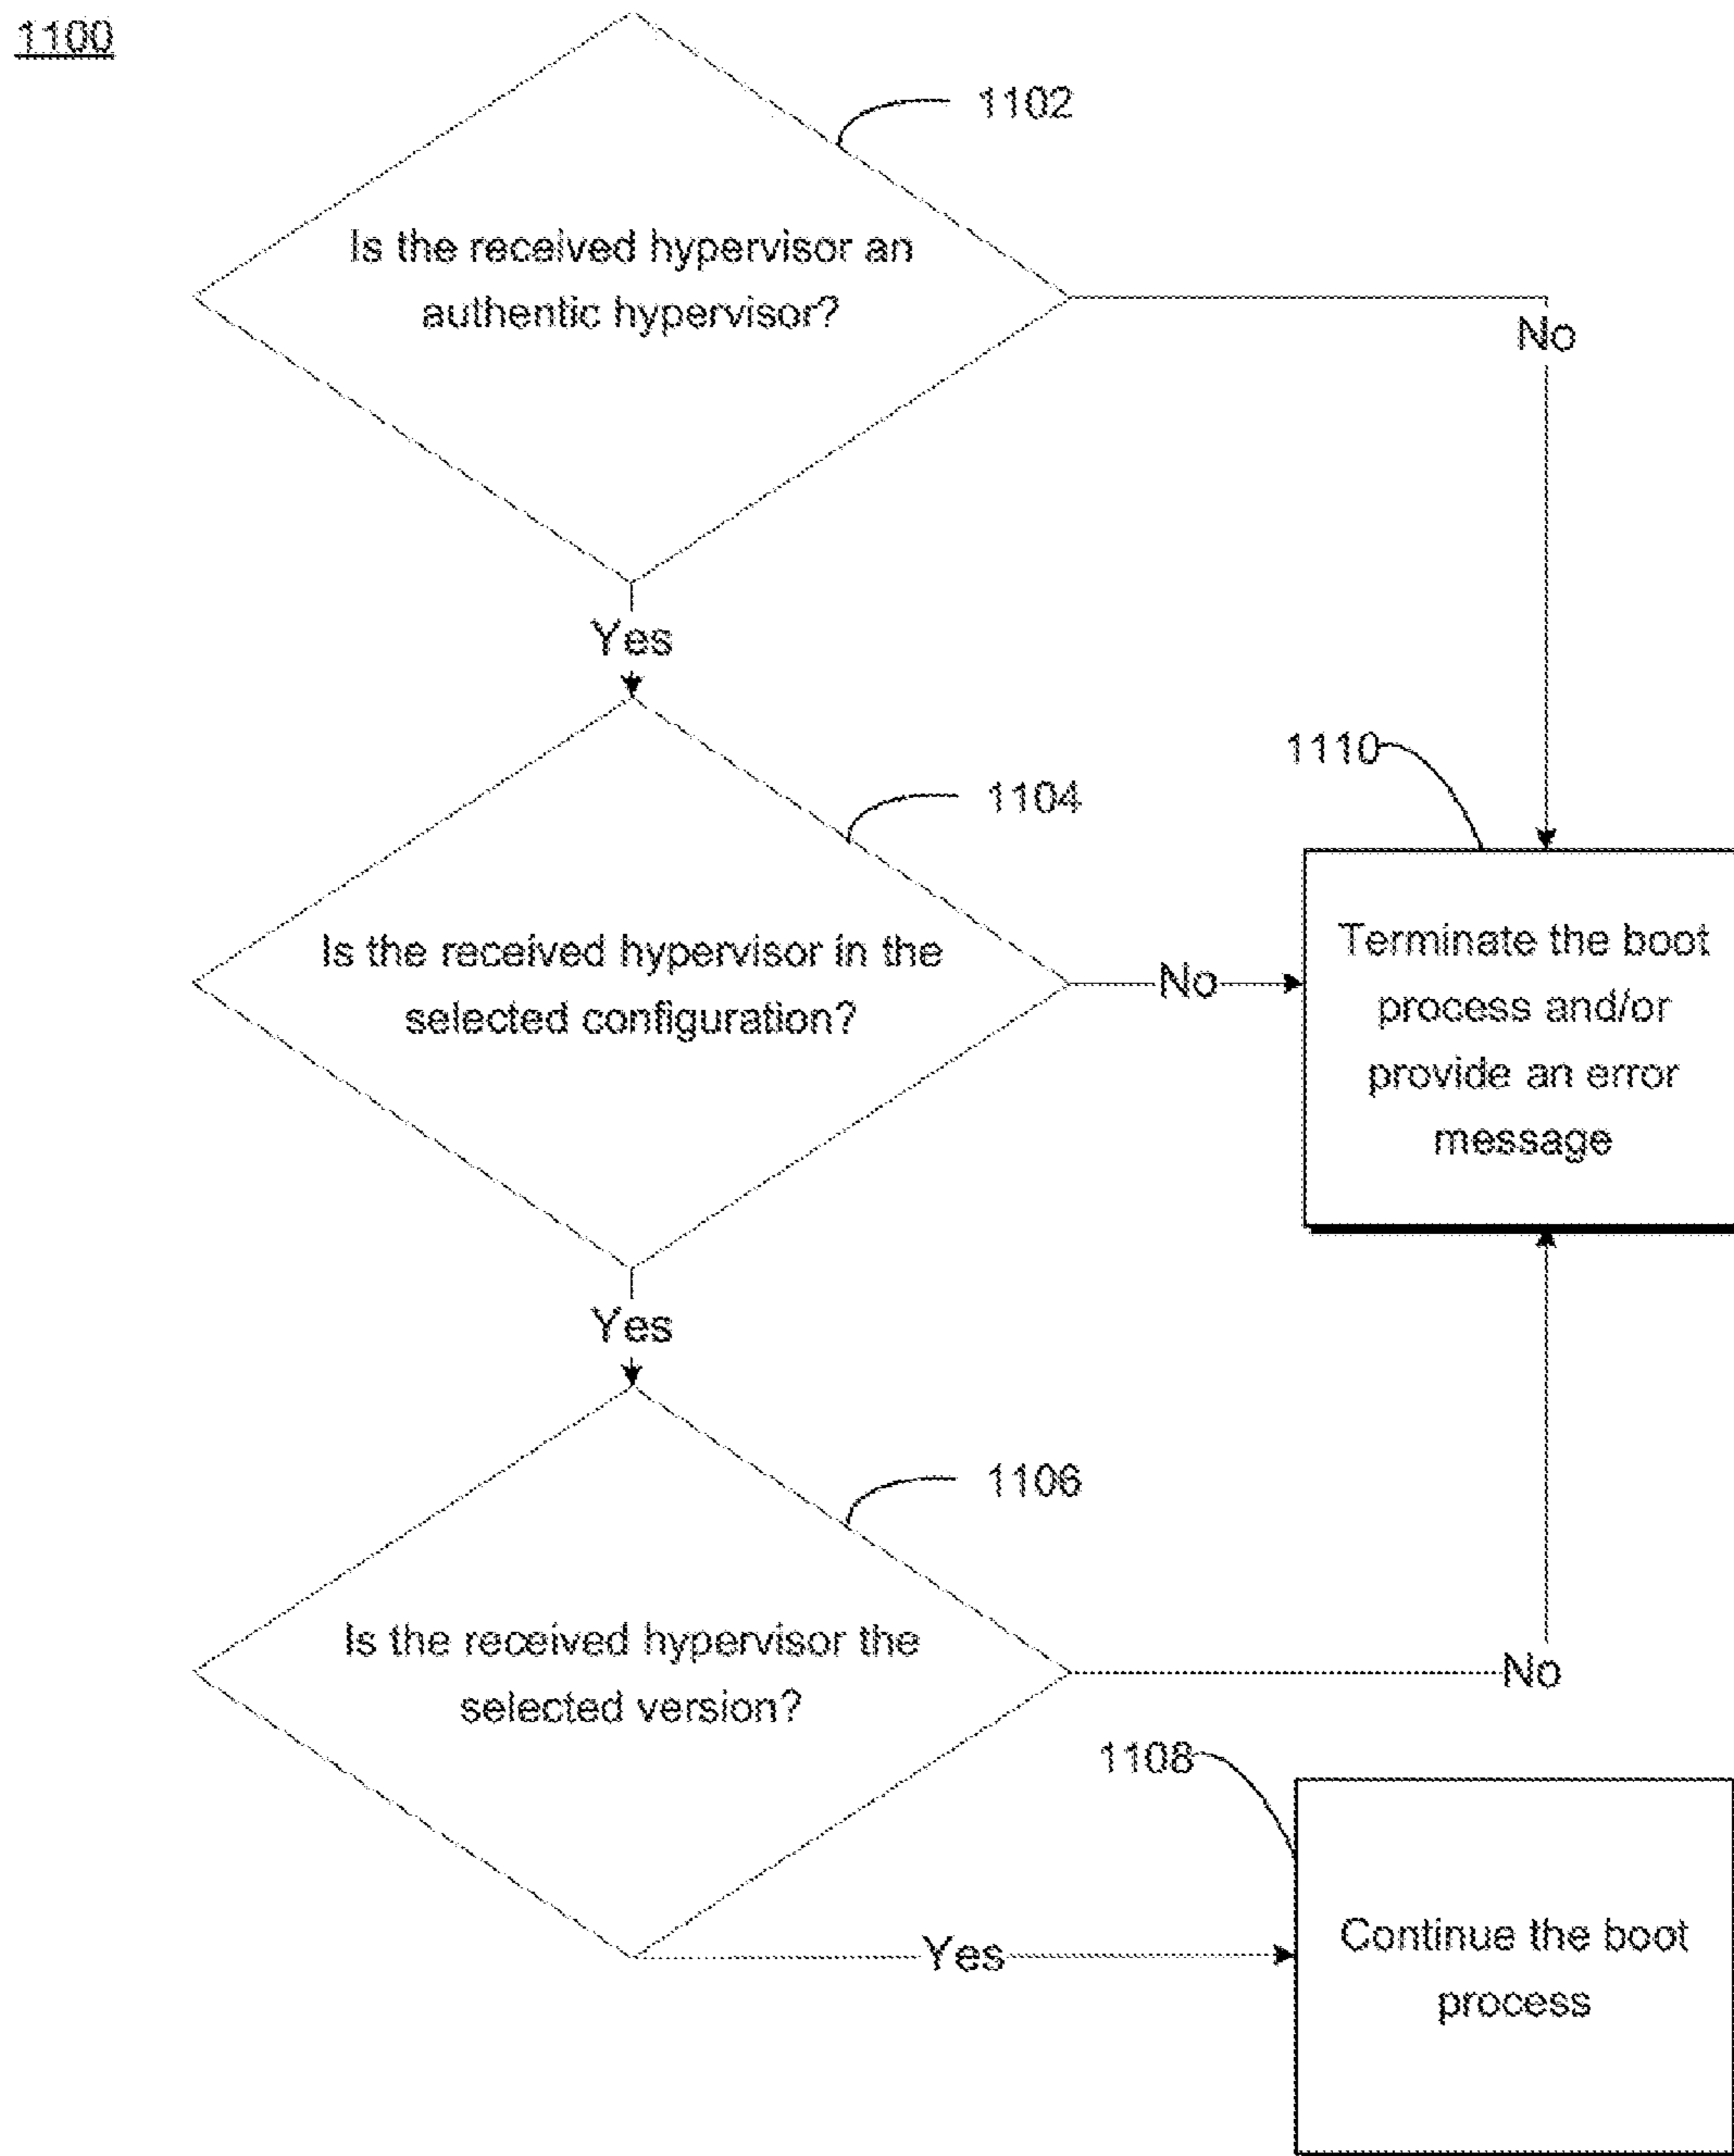 1100
1102
Is the received hypervisor an
authentic hypervisor?
No
Yes
1104
1110
Is the received hypervisor in the
selected configuration?
No
Terminate the boot
process and/or
provide an error
message
Yes
1106
Is the received hypervisor the
selected version?
No
1108
Yes
Continue the boot
process